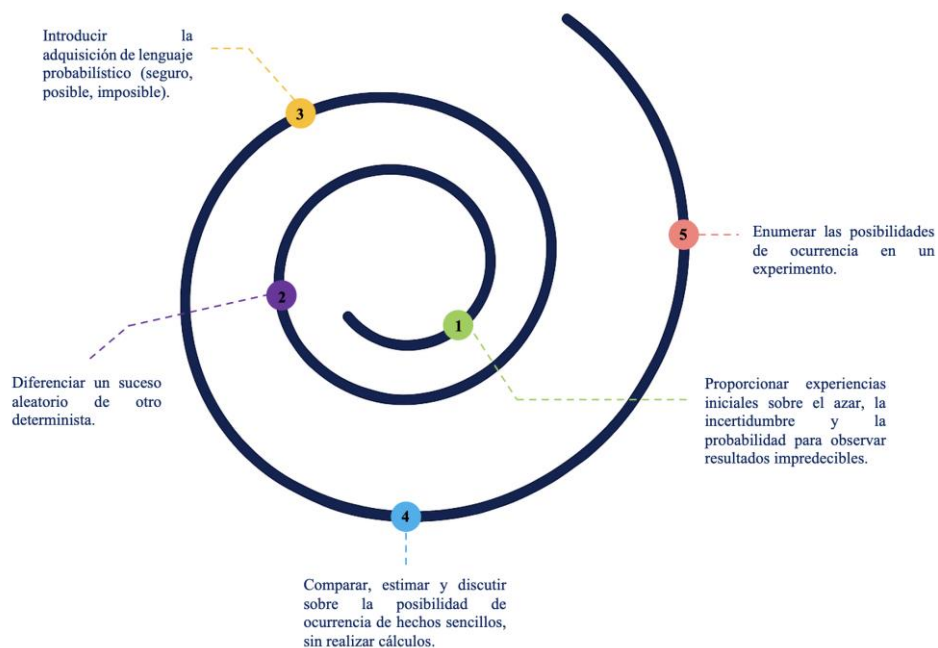 Introducir la
adquisición de lenguaje
probabilístico (seguro,
posible, imposible).
3
5
Enumerar las posibilidades
de ocurrencia en un
experimento.
2
1
Diferenciar un suceso
aleatorio de otro
determinista.
Proporcionar experiencias
iniciales sobre el azar, la
incertidumbre y la
probabilidad para observar
resultados impredecibles.
4
Comparar, estimar y discutir
sobre la posibilidad de
ocurrencia de hechos sencillos,
sin realizar cálculos.